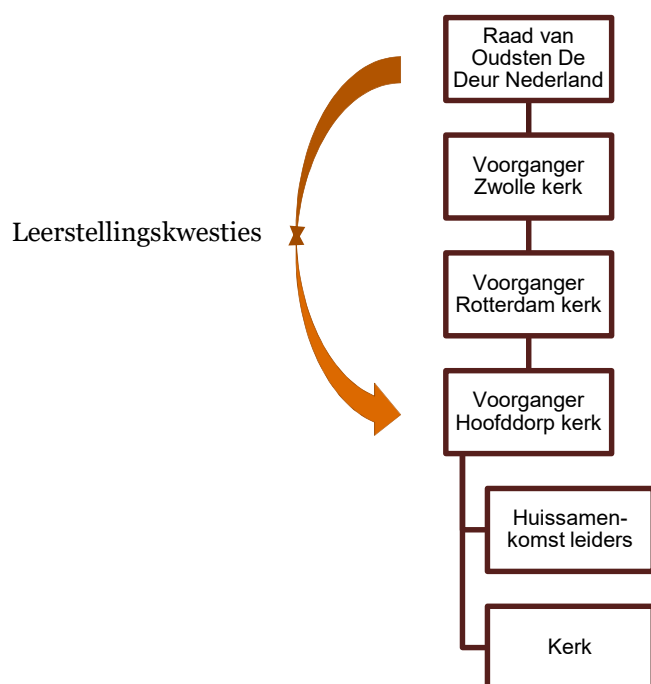 Raad van
Oudsten De
Deur Nederland
Voorganger
Zwolle kerk
Leerstellingskwesties
Voorganger
Rotterdam kerk
Voorganger
Hoofddorp kerk
Huissamen-
komst leiders
Kerk